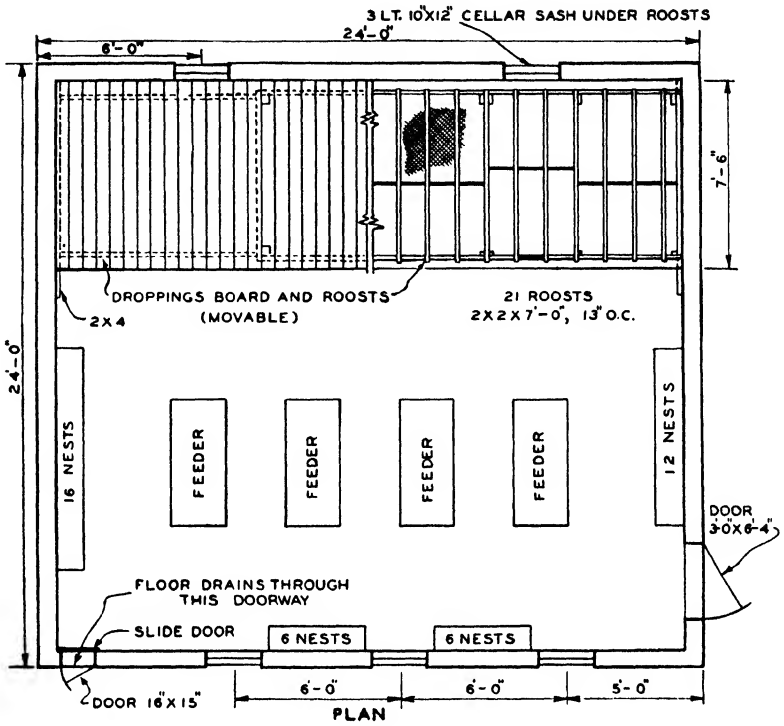 3 LT. 10"X12" CELLAR SASH UNDER ROOSTS
24'-0"
6'-0"
7'-6"
DROPPINGS BOARD AND ROOSTS
(MOVABLE)
2X4
21 ROOSTS
2X2X7'-0", 13" O.C.
24'-0"
16 NESTS
FEEDER
FEEDER
FEEDER
FEEDER
12 NESTS
DOOR
3'-0"X6'-4"
FLOOR DRAINS THROUGH
THIS DOORWAY
SLIDE DOOR
6 NESTS
6 NESTS
DOOR 16"X15"
6'-0"
6'-0"
5'-0"
PLAN